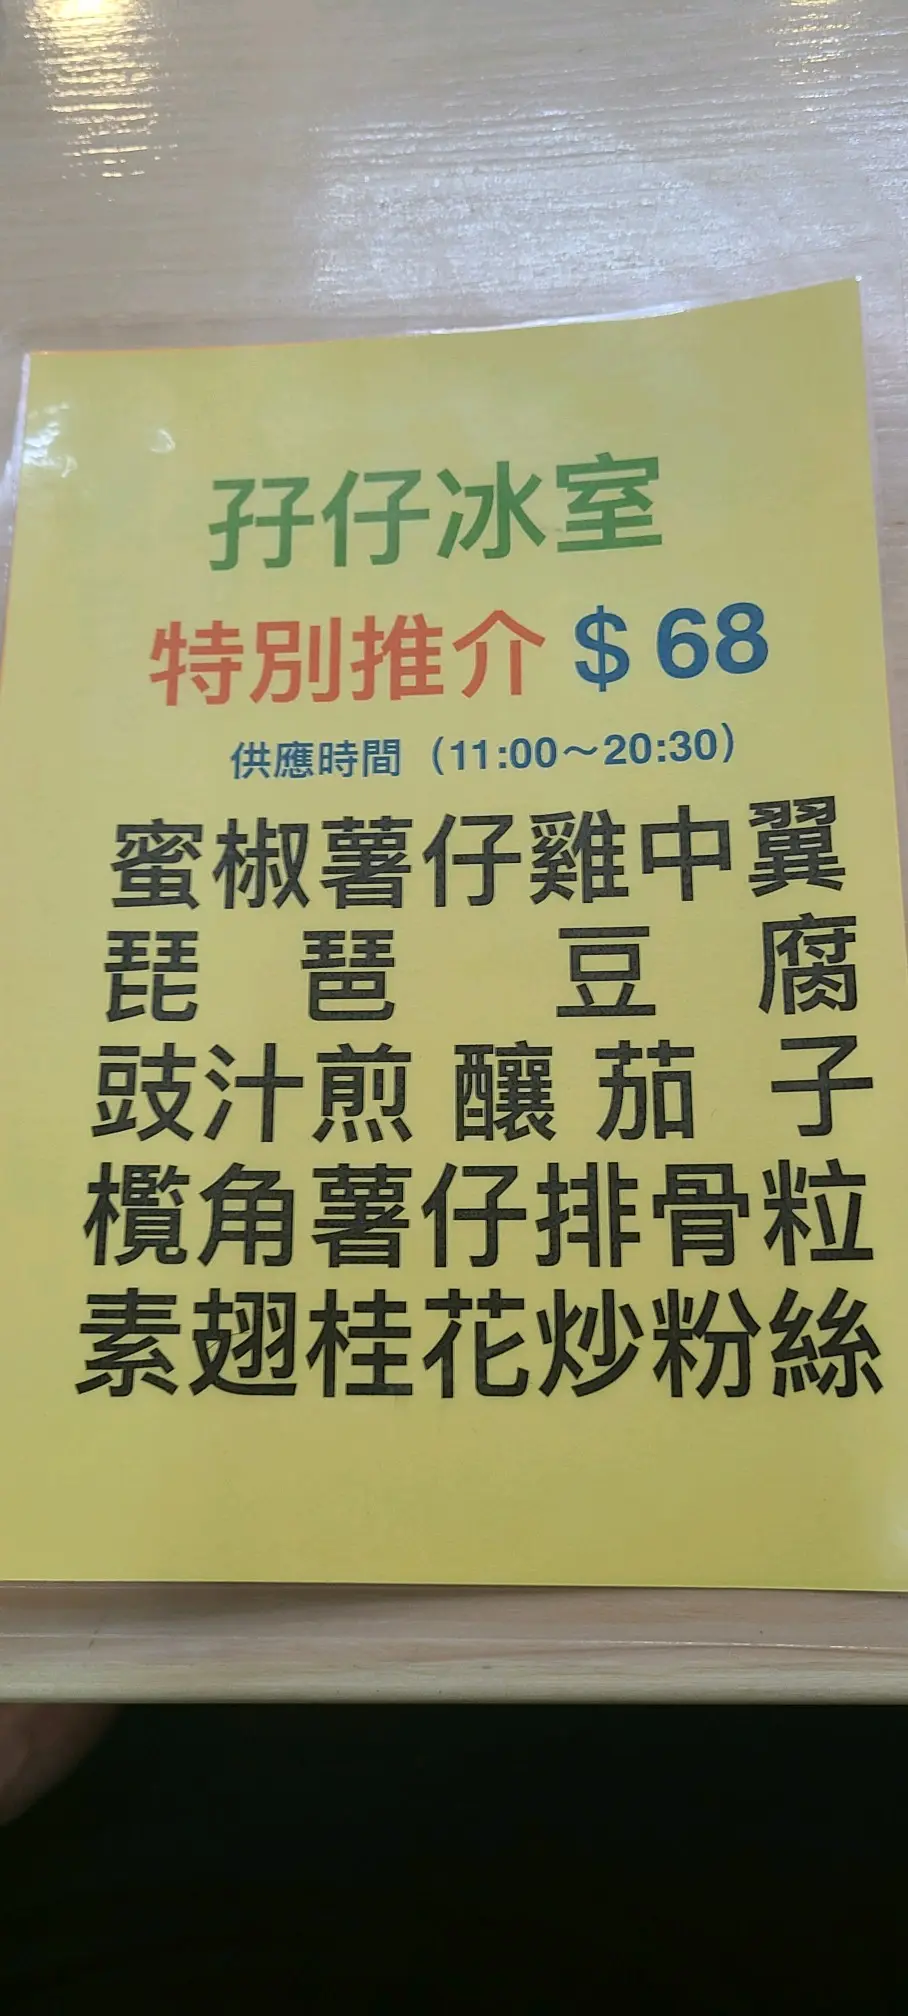 孖仔冰室
特別推介 $68
供應時間（11:00～20:30）
蜜椒薯仔雞中翼
琵琶豆腐
豉汁煎釀茄子
欖角薯仔排骨粒
素翅桂花炒粉絲